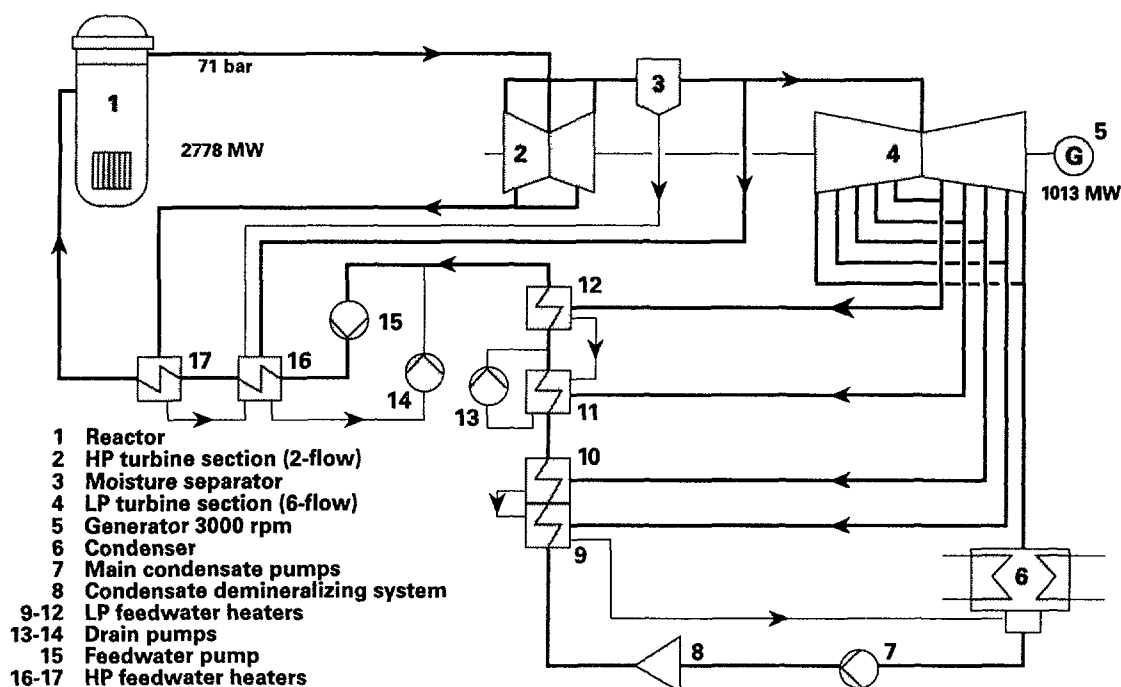 1
71 bar
2778 MW
2
3
4
5
G
1013 MW
12
15
17
16
14
13
11
10
9
6
8
7
1 Reactor
2 HP turbine section (2-flow)
3 Moisture separator
4 LP turbine section (6-flow)
5 Generator 3000 rpm
6 Condenser
7 Main condensate pumps
8 Condensate demineralizing system
9-12 LP feedwater heaters
13-14 Drain pumps
15 Feedwater pump
16-17 HP feedwater heaters